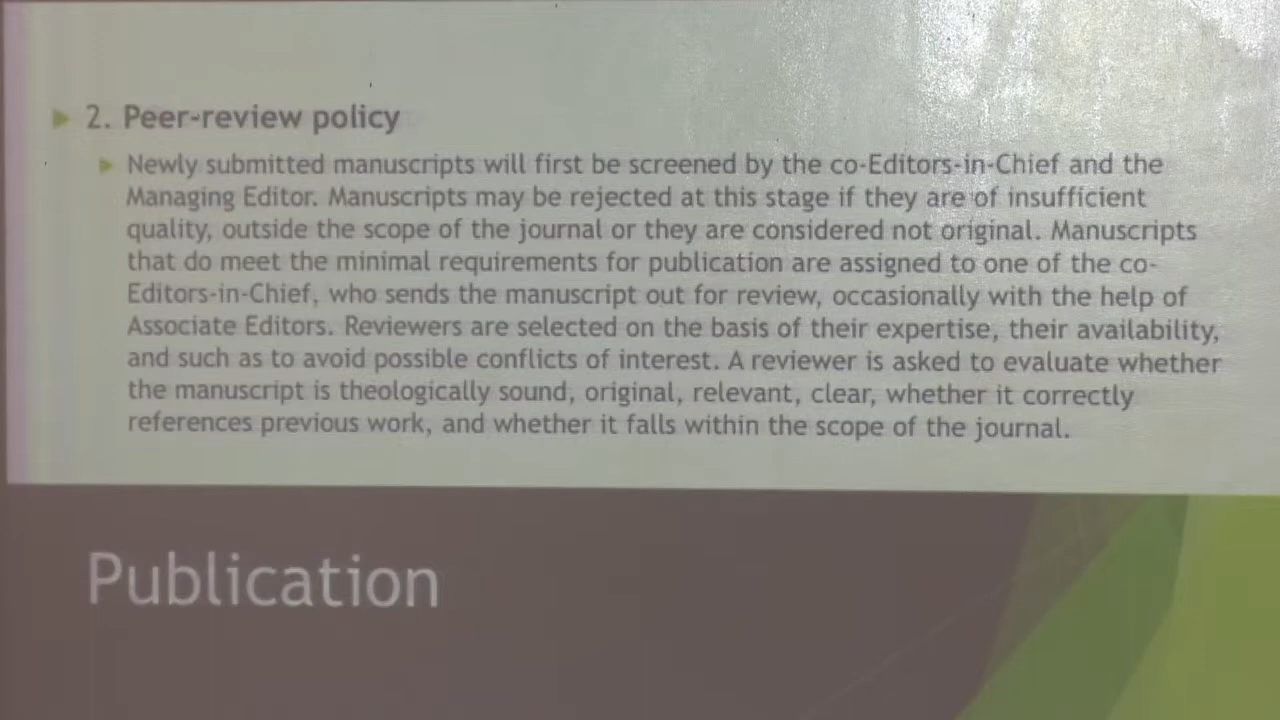 2. Peer-review policy
Newly submitted manuscripts will first be screened by the co-Editors-in-Chief and the
Managing Editor. Manuscripts may be rejected at this stage if they are of insufficient
quality, outside the scope of the journal or they are considered not original. Manuscripts
that do meet the minimal requirements for publication are assigned to one of the co-
Editors-in-Chief, who sends the manuscript out for review, occasionally with the help of
Associate Editors. Reviewers are selected on the basis of their expertise, their availability,
and such as to avoid possible conflicts of interest. A reviewer is asked to evaluate whether
the manuscript is theologically sound, original, relevant, clear, whether it correctly
references previous work, and whether it falls within the scope of the journal.
Publication